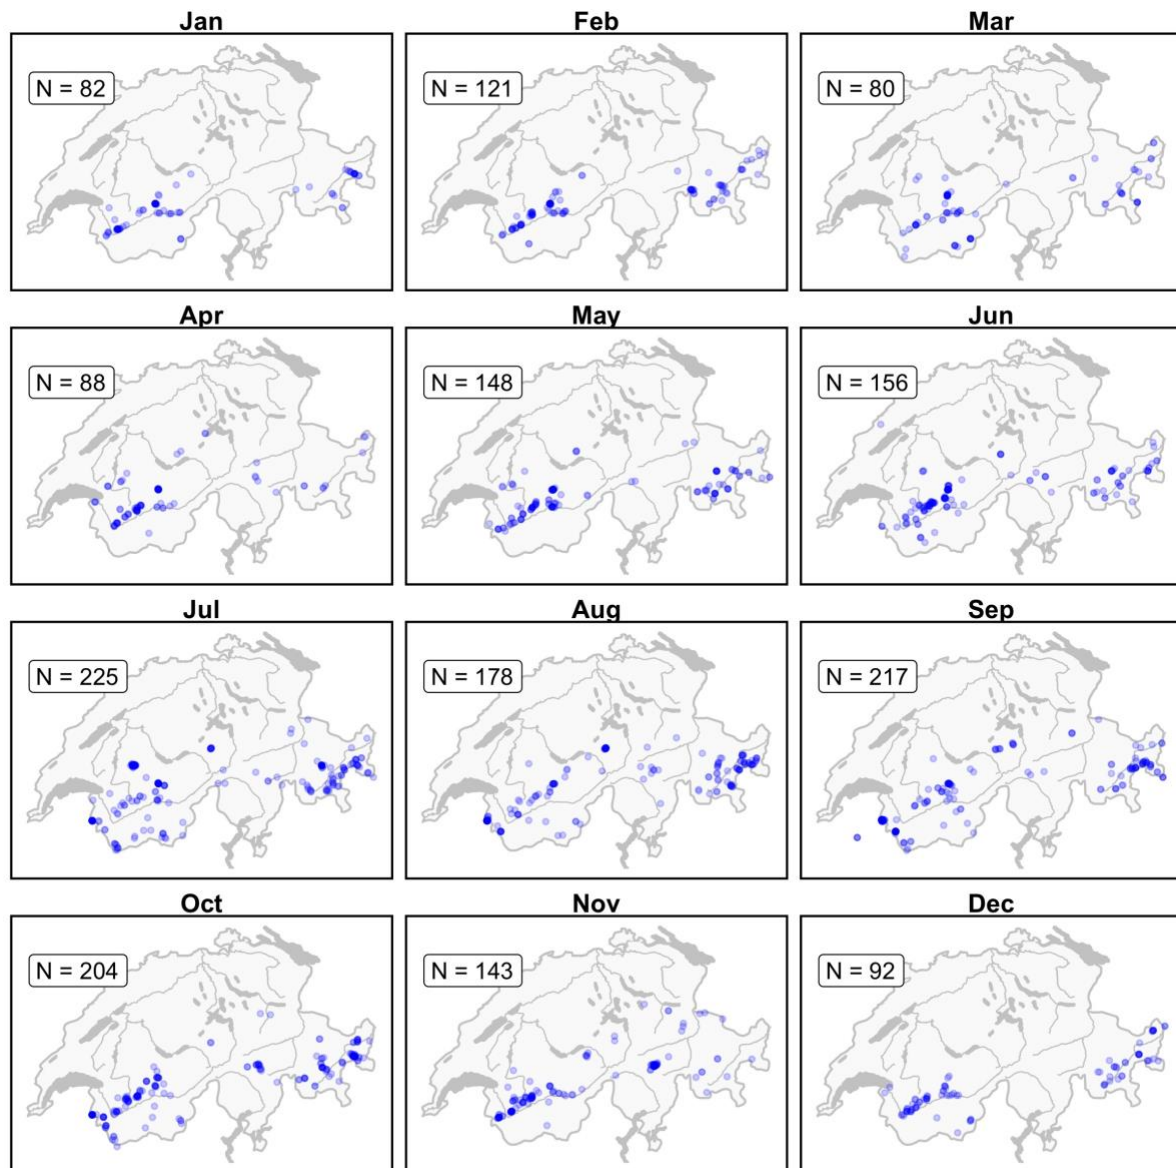 Jan Feb Mar
N = 82 N = 121 N = 80
Apr May Jun
N = 88 N = 148 N = 156
Jul Aug Sep
N = 225 N = 178 N = 217
Oct Nov Dec
N = 204 N = 143 N = 92